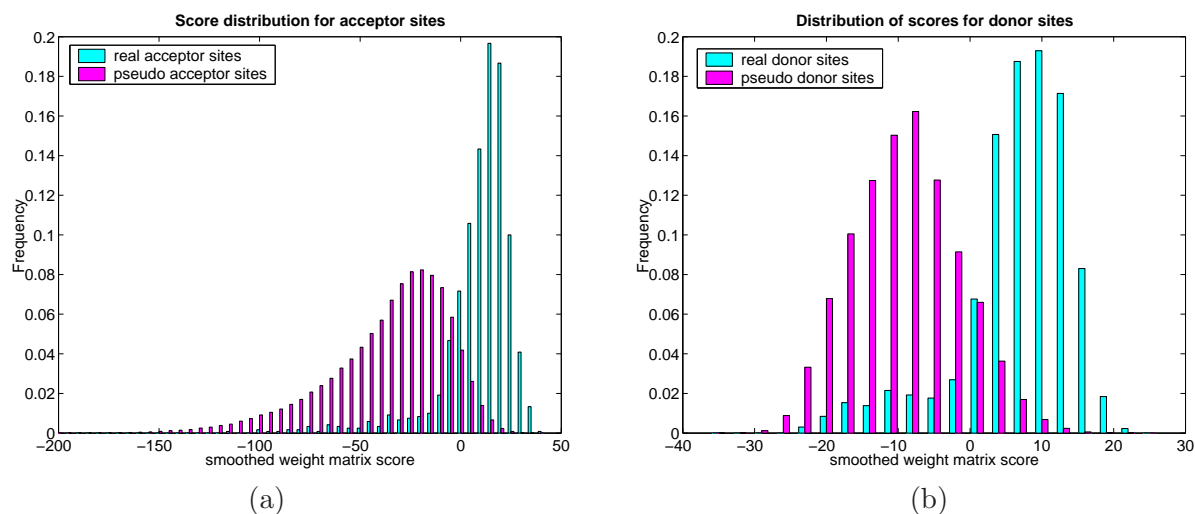 Score distribution for acceptor sites
real acceptor sites
pseudo acceptor sites
Frequency
0.2
0.18
0.16
0.14
0.12
0.1
0.08
0.06
0.04
0.02
0
−200 −150 −100 −50 0 50
smoothed weight matrix score
(a)
Distribution of scores for donor sites
real donor sites
pseudo donor sites
Frequency
0.2
0.18
0.16
0.14
0.12
0.1
0.08
0.06
0.04
0.02
0
−40 −30 −20 −10 0 10 20 30
smoothed weight matrix score
(b)